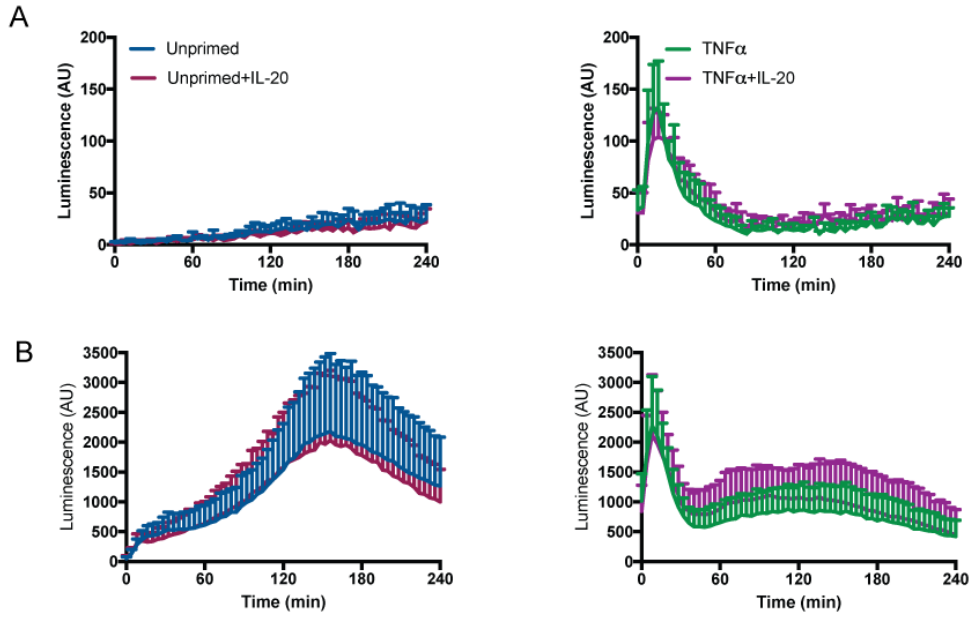 A
Luminescence (AU)
200
150
100
50
0
Unprimed
Unprimed+IL-20
0 60 120 180 240
Time (min)
Luminescence (AU)
200
150
100
50
0
TNFα
TNFα+IL-20
0 60 120 180 240
Time (min)
B
Luminescence (AU)
3500
3000
2500
2000
1500
1000
500
0
0 60 120 180 240
Time (min)
Luminescence (AU)
3500
3000
2500
2000
1500
1000
500
0
0 60 120 180 240
Time (min)